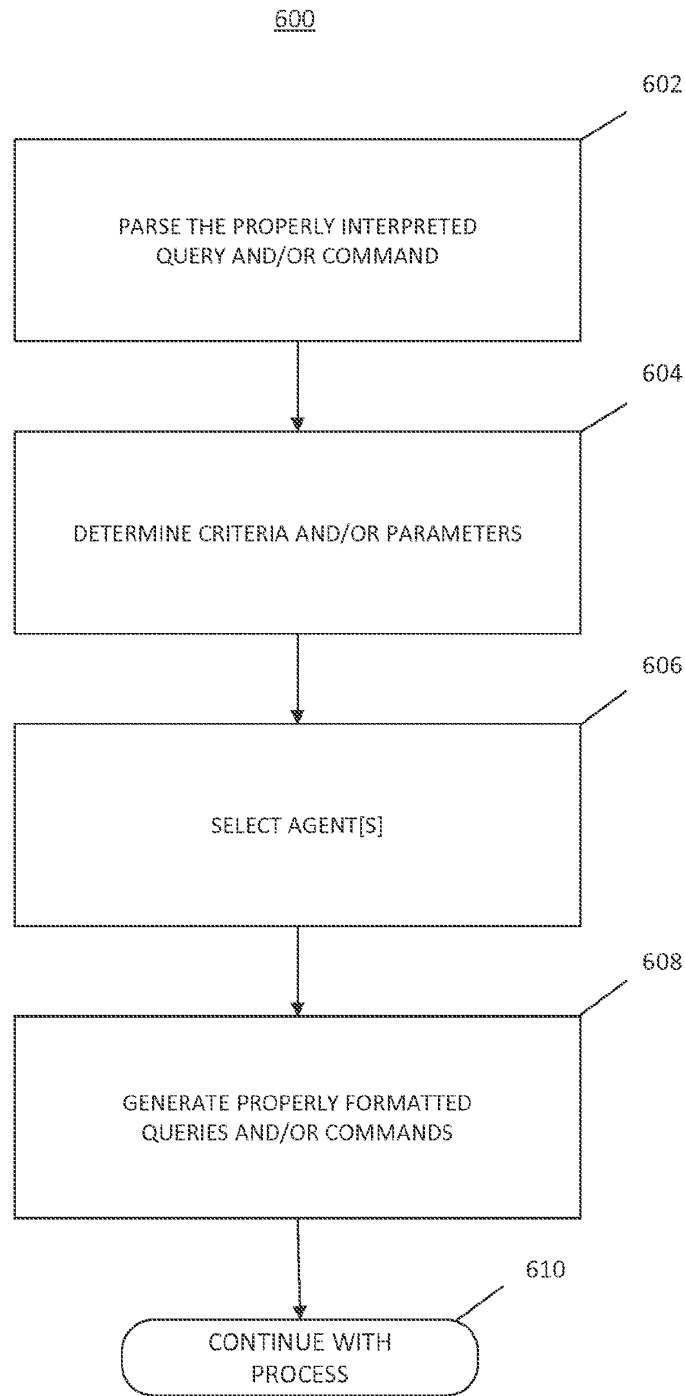 600
602
PARSE THE PROPERLY INTERPRETED
QUERY AND/OR COMMAND
604
DETERMINE CRITERIA AND/OR PARAMETERS
606
SELECT AGENT[S]
608
GENERATE PROPERLY FORMATTED
QUERIES AND/OR COMMANDS
610
CONTINUE WITH
PROCESS